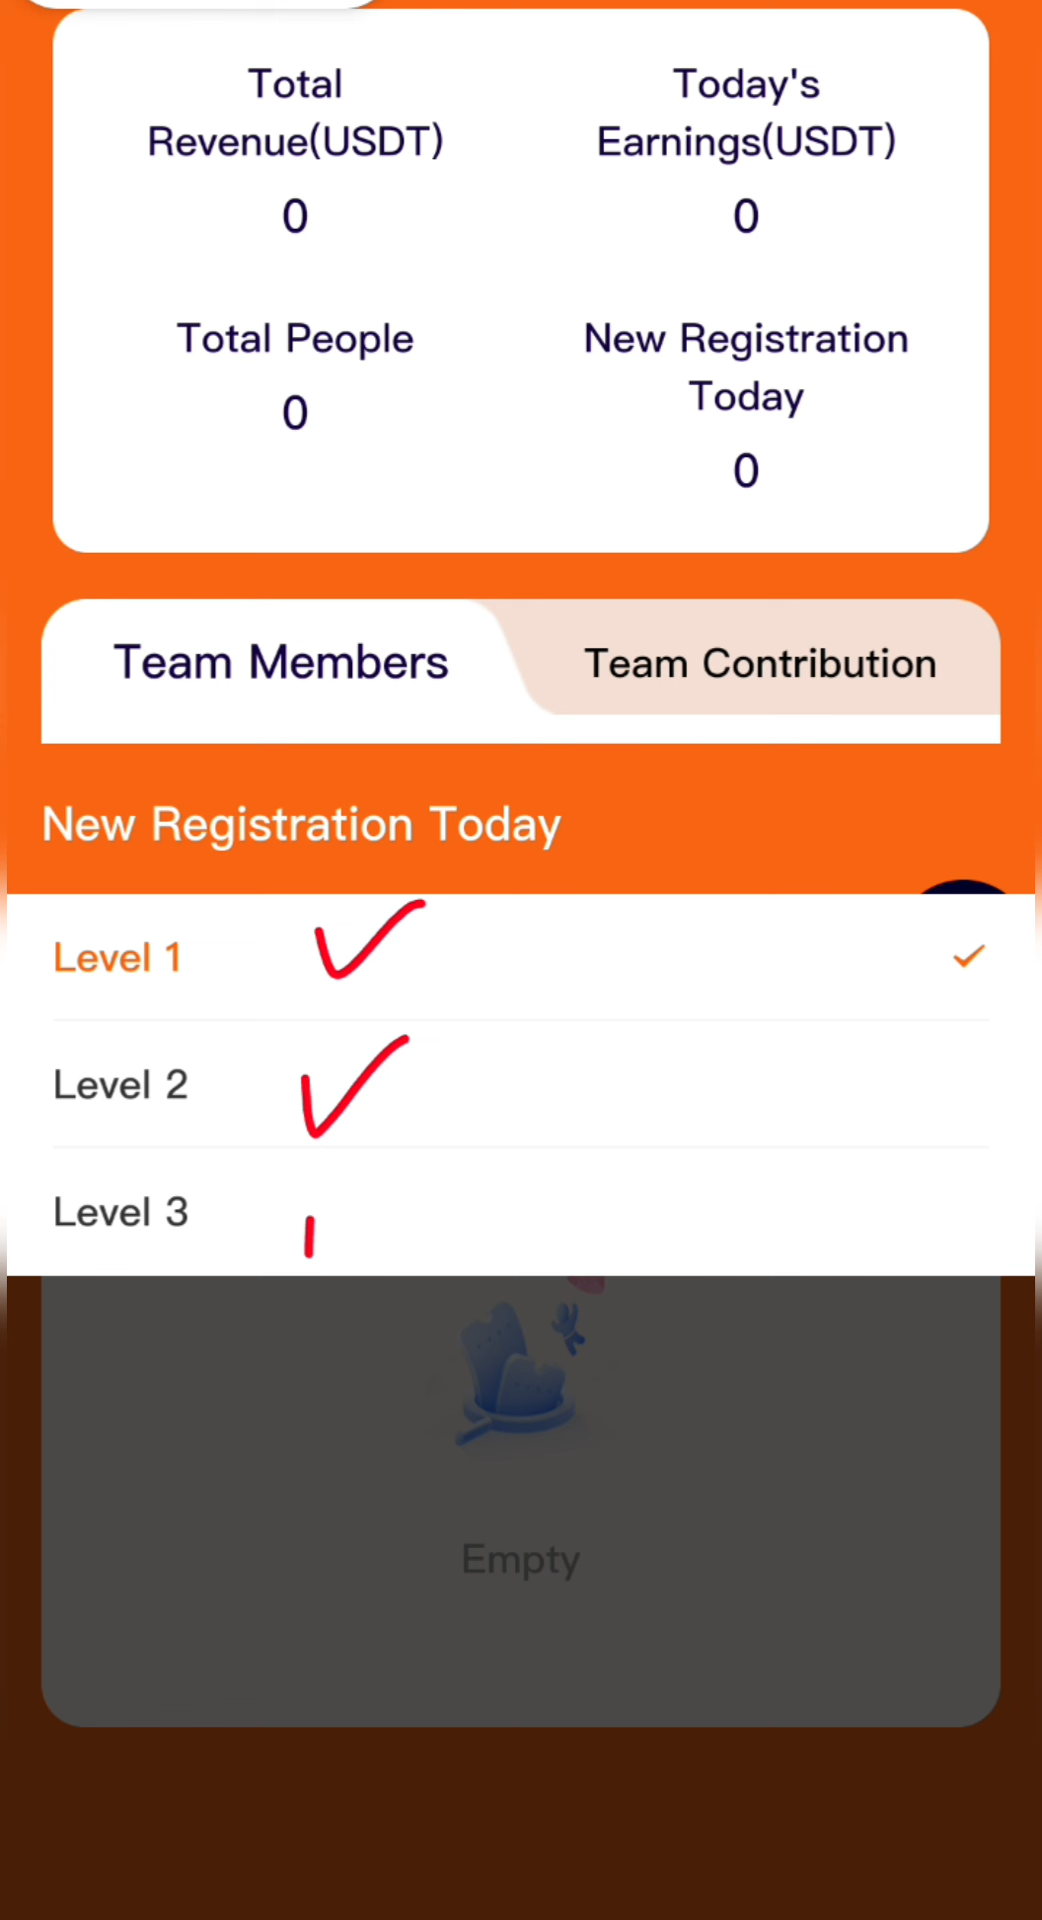 Total
Revenue(USDT)
0
Today's
Earnings(USDT)
0
Total People
0
New Registration
Today
0
Team Members
Team Contribution
New Registration Today
Level 1
Level 2
Level 3
Empty